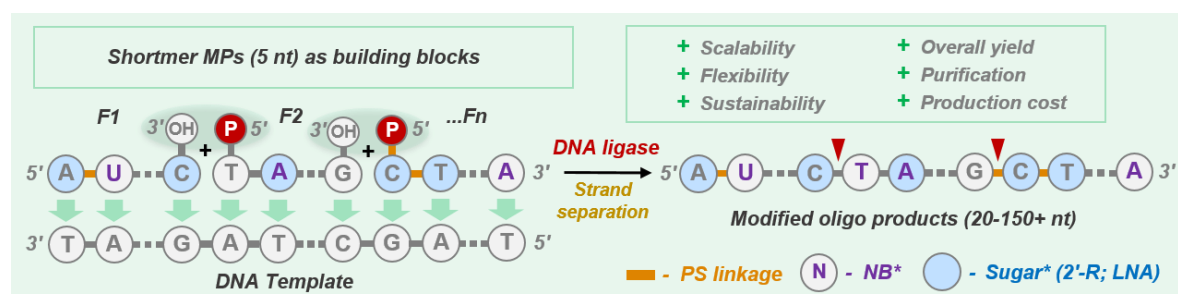 Shortmer MPs (5 nt) as building blocks
+ Scalability
+ Flexibility
+ Sustainability
+ Overall yield
+ Purification
+ Production cost
F1 3' OH + P 5' F2 3' OH + P 5' ...Fn
5' A U C T A G C T A 3'
3' T A G A T C G A T 5'
DNA Template
DNA ligase
Strand
separation
5' A U C T A G C T A 3'
Modified oligo products (20-150+ nt)
- PS linkage N - NB* - Sugar* (2'-R; LNA)